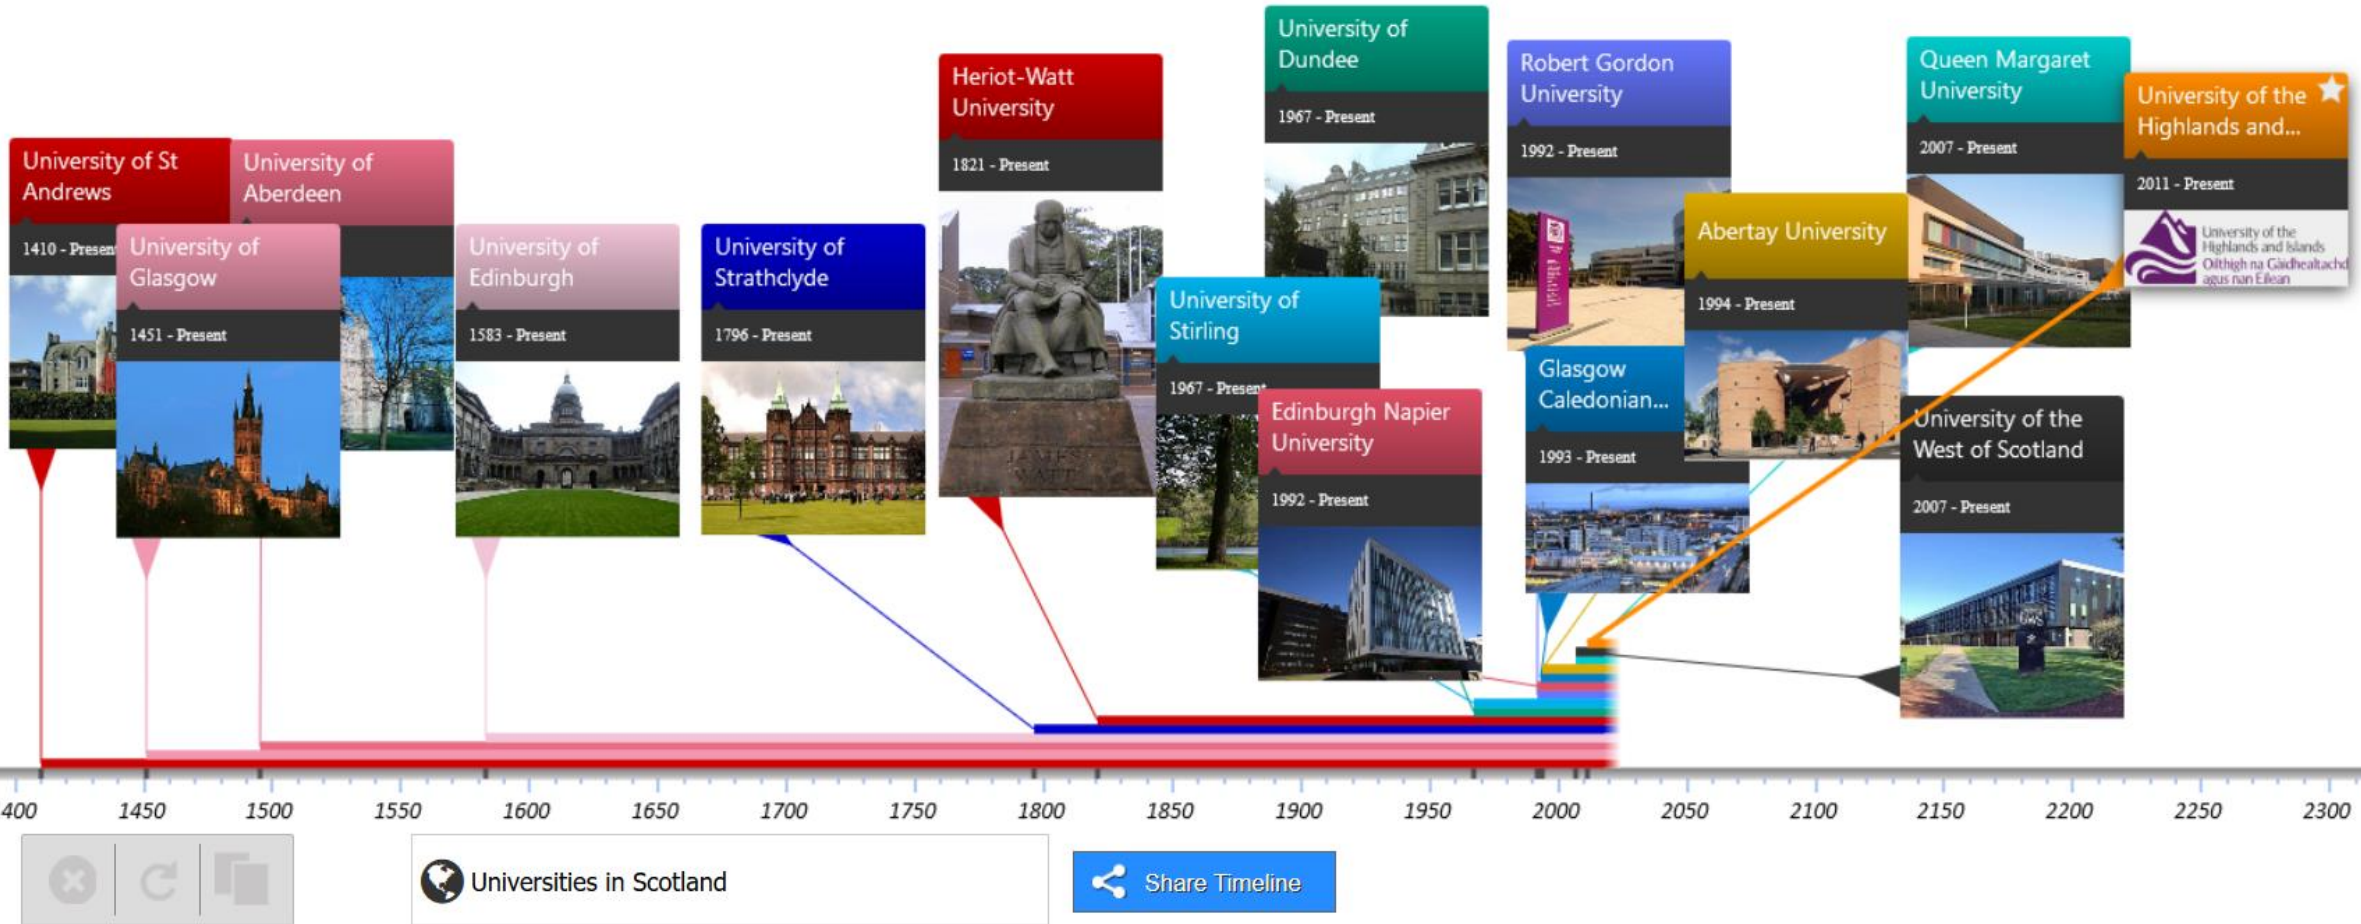 University of St
Andrews
1410 - Present
University of
Aberdeen
University of
Glasgow
1451 - Present
University of
Edinburgh
1583 - Present
University of
Strathclyde
1796 - Present
Heriot-Watt
University
1821 - Present
JAMES
WATT
University of
Dundee
1967 - Present
University of
Stirling
1967 - Present
Edinburgh Napier
University
1992 - Present
Robert Gordon
University
1992 - Present
Glasgow
Caledonian...
1993 - Present
Abertay University
1994 - Present
Queen Margaret
University
2007 - Present
University of the
West of Scotland
2007 - Present
University of the
Highlands and...
2011 - Present
University of the
Highlands and Islands
Oilthigh na Gàidhealtachd
agus nan Eilean
400 1450 1500 1550 1600 1650 1700 1750 1800 1850 1900 1950 2000 2050 2100 2150 2200 2250 2300
Universities in Scotland
Share Timeline